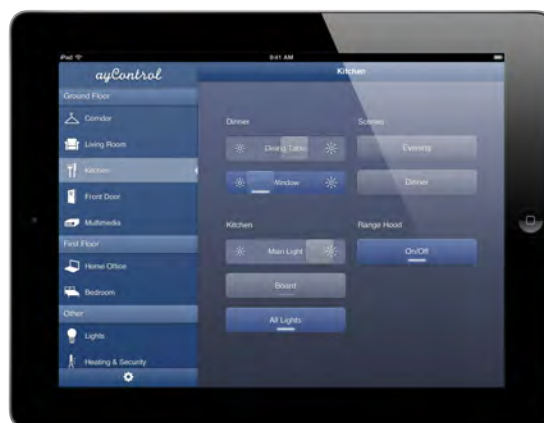 iPad
9:41 AM
ayControl
Kitchen
Ground Floor
Corridor
Living Room
Kitchen
Front Door
Multimedia
First Floor
Home Office
Bedroom
Other
Lights
Heating & Security
Dinner
Dining Table
Window
Kitchen
Main Light
Board
All Lights
Scenes
Evening
Dinner
Range Hood
On/Off